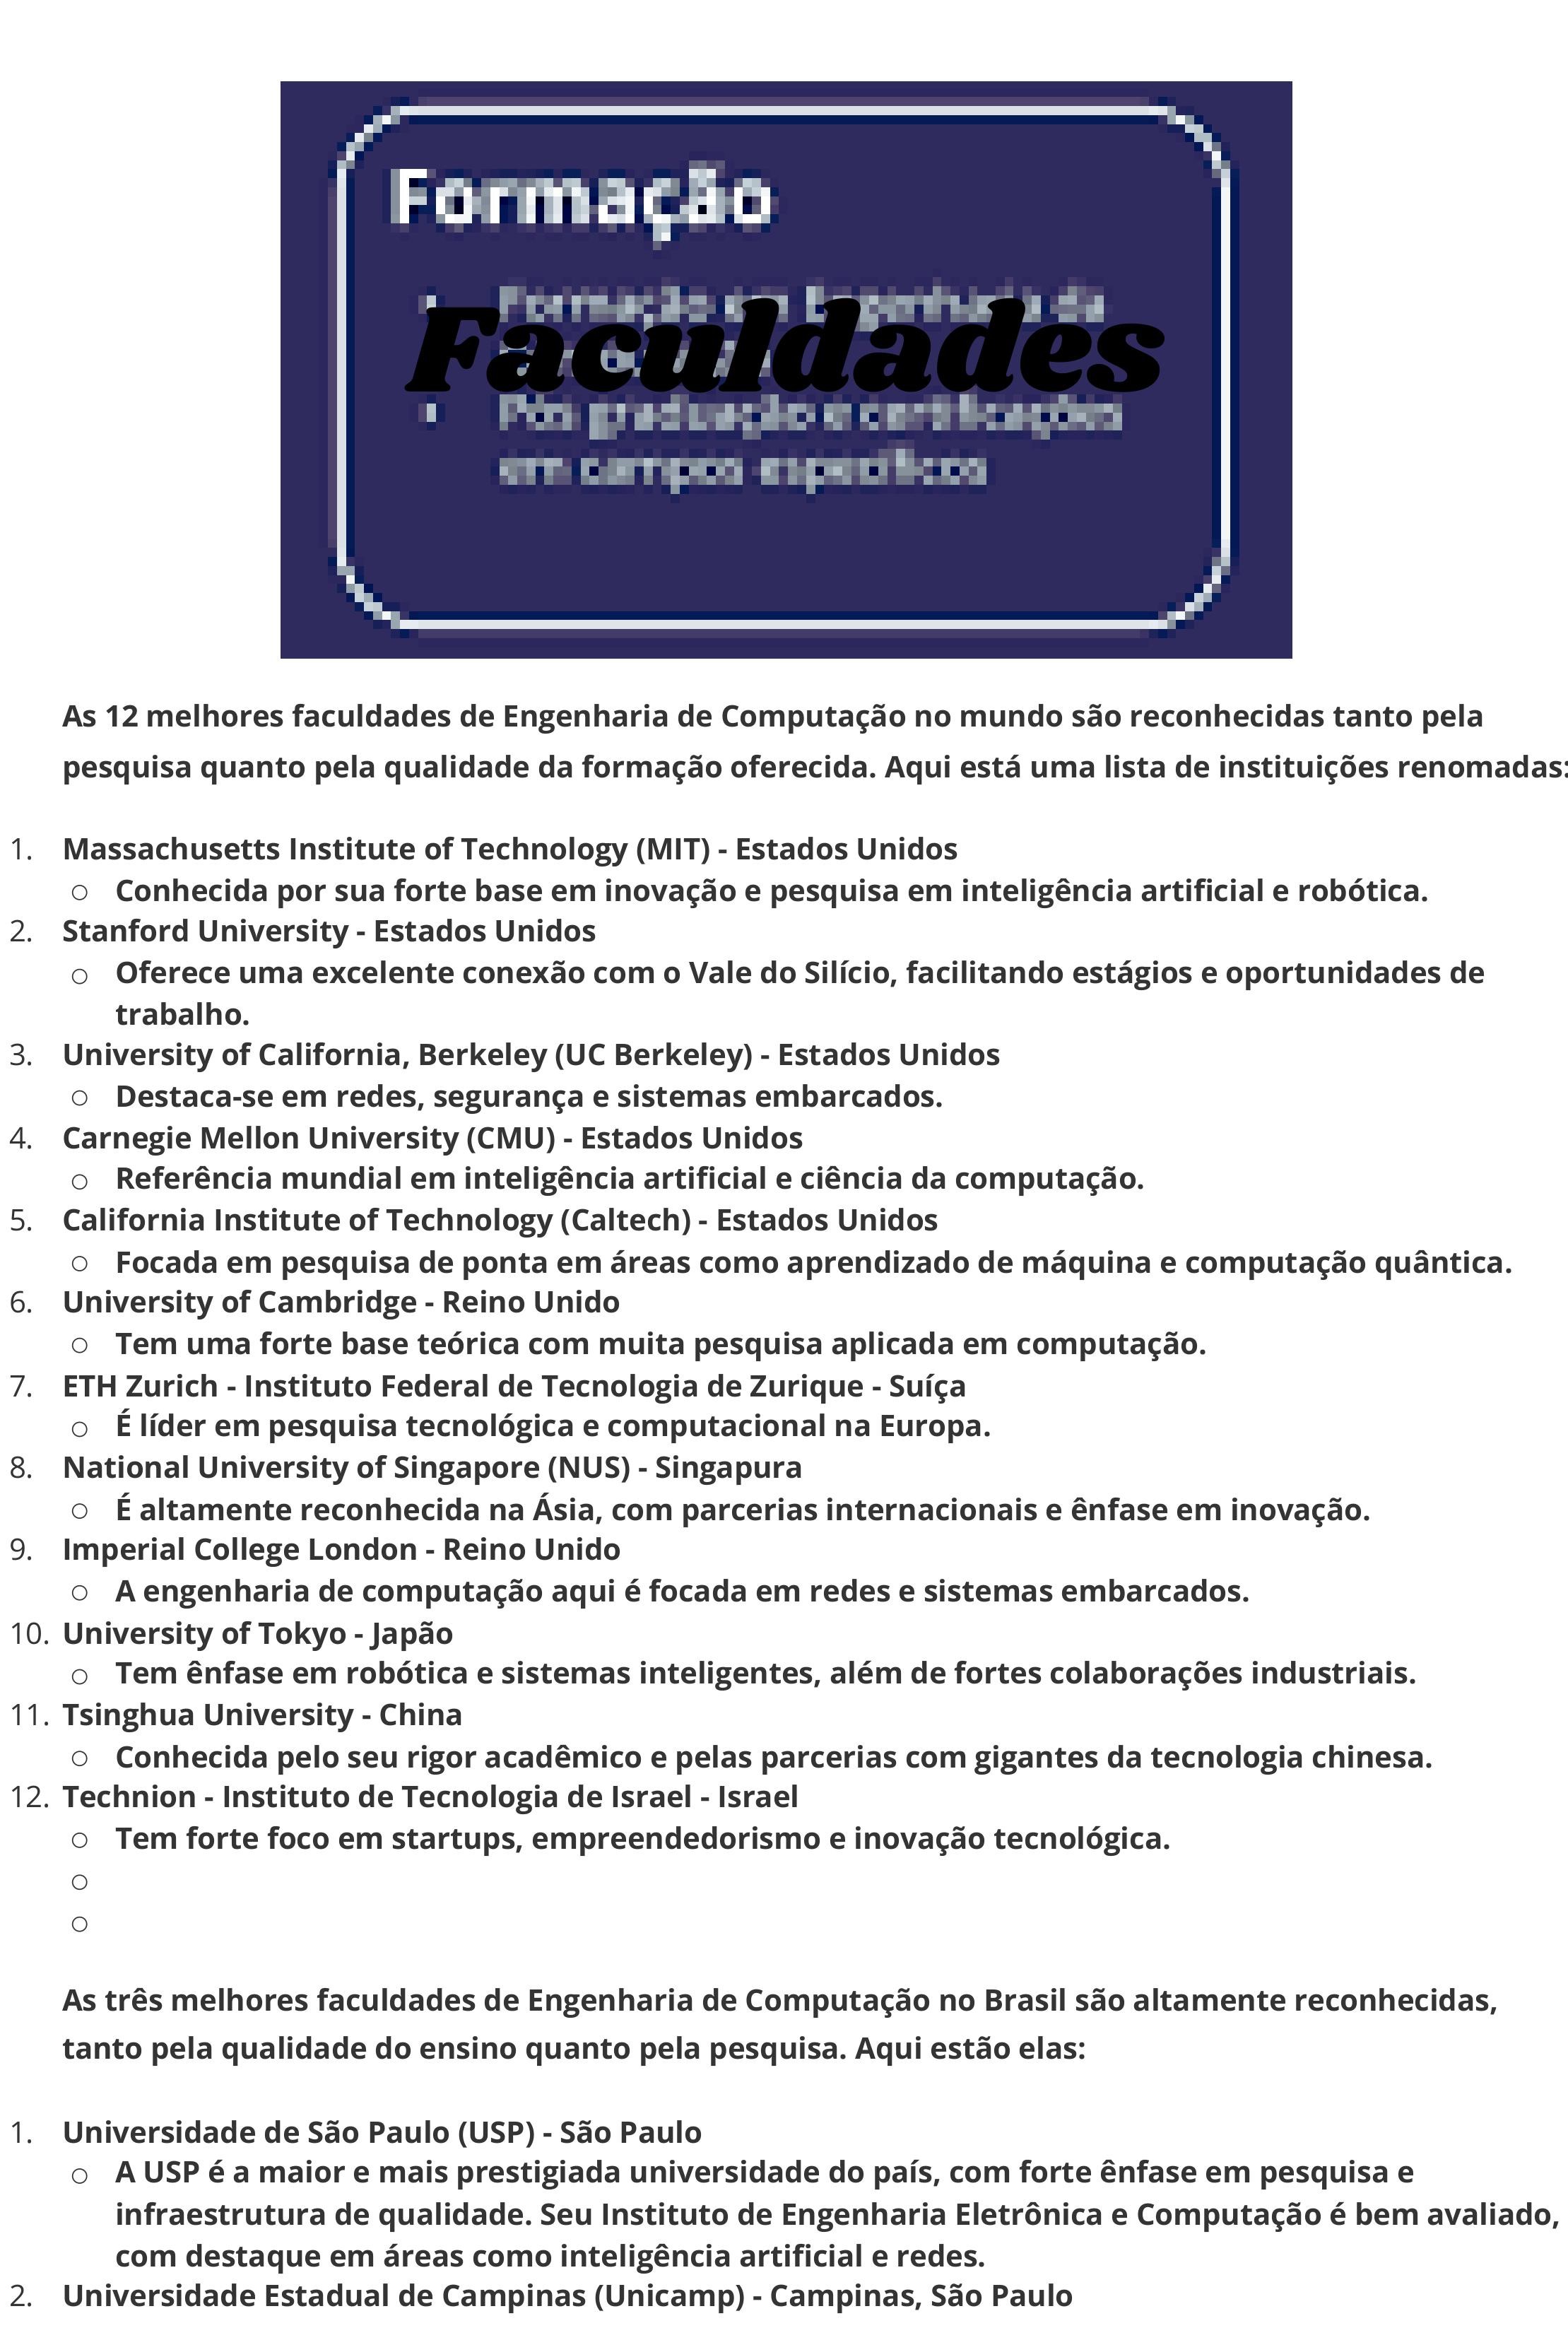 Formação
Faculdades
Pós graduação e certificações
em campos específicos
As 12 melhores faculdades de Engenharia de Computação no mundo são reconhecidas tanto pela
pesquisa quanto pela qualidade da formação oferecida. Aqui está uma lista de instituições renomadas:
1. Massachusetts Institute of Technology (MIT) - Estados Unidos
○ Conhecida por sua forte base em inovação e pesquisa em inteligência artificial e robótica.
2. Stanford University - Estados Unidos
○ Oferece uma excelente conexão com o Vale do Silício, facilitando estágios e oportunidades de
trabalho.
3. University of California, Berkeley (UC Berkeley) - Estados Unidos
○ Destaca-se em redes, segurança e sistemas embarcados.
4. Carnegie Mellon University (CMU) - Estados Unidos
○ Referência mundial em inteligência artificial e ciência da computação.
5. California Institute of Technology (Caltech) - Estados Unidos
○ Focada em pesquisa de ponta em áreas como aprendizado de máquina e computação quântica.
6. University of Cambridge - Reino Unido
○ Tem uma forte base teórica com muita pesquisa aplicada em computação.
7. ETH Zurich - Instituto Federal de Tecnologia de Zurique - Suíça
○ É líder em pesquisa tecnológica e computacional na Europa.
8. National University of Singapore (NUS) - Singapura
○ É altamente reconhecida na Ásia, com parcerias internacionais e ênfase em inovação.
9. Imperial College London - Reino Unido
○ A engenharia de computação aqui é focada em redes e sistemas embarcados.
10. University of Tokyo - Japão
○ Tem ênfase em robótica e sistemas inteligentes, além de fortes colaborações industriais.
11. Tsinghua University - China
○ Conhecida pelo seu rigor acadêmico e pelas parcerias com gigantes da tecnologia chinesa.
12. Technion - Instituto de Tecnologia de Israel - Israel
○ Tem forte foco em startups, empreendedorismo e inovação tecnológica.
○
○
As três melhores faculdades de Engenharia de Computação no Brasil são altamente reconhecidas,
tanto pela qualidade do ensino quanto pela pesquisa. Aqui estão elas:
1. Universidade de São Paulo (USP) - São Paulo
○ A USP é a maior e mais prestigiada universidade do país, com forte ênfase em pesquisa e
infraestrutura de qualidade. Seu Instituto de Engenharia Eletrônica e Computação é bem avaliado,
com destaque em áreas como inteligência artificial e redes.
2. Universidade Estadual de Campinas (Unicamp) - Campinas, São Paulo